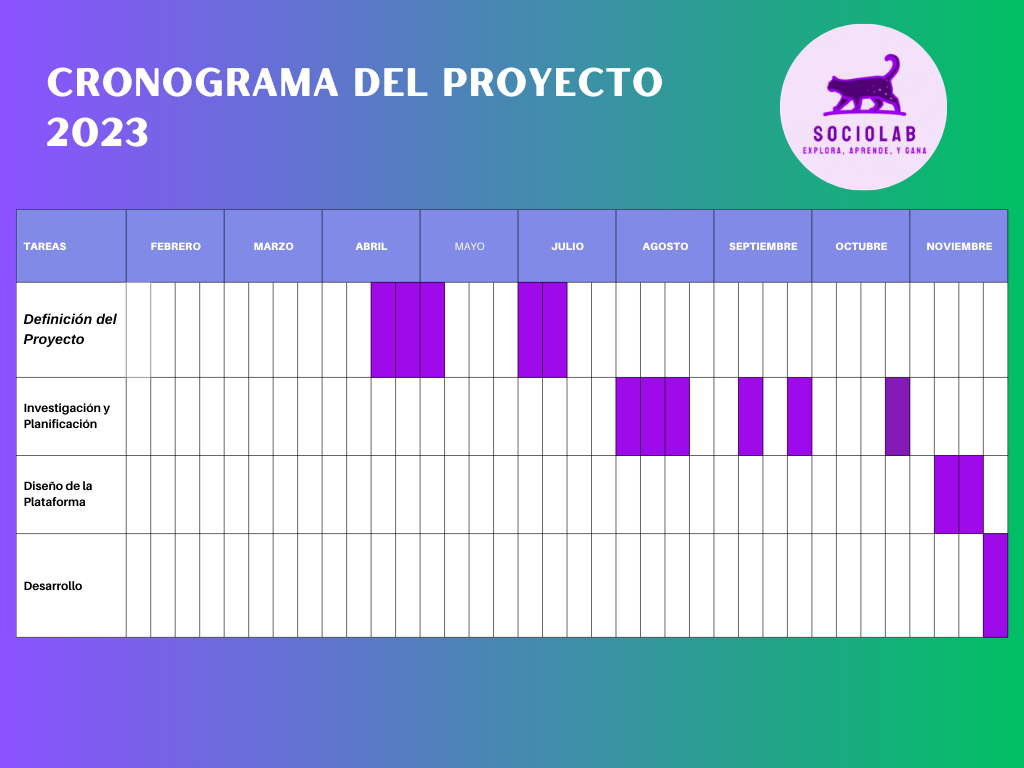 CRONOGRAMA DEL PROYECTO
2023
SOCIOLAB
EXPLORA, APRENDE, Y GANA
TAREAS FEBRERO MARZO ABRIL MAYO JULIO AGOSTO SEPTIEMBRE OCTUBRE NOVIEMBRE
Definición del
Proyecto
Investigación y
Planificación
Diseño de la
Plataforma
Desarrollo